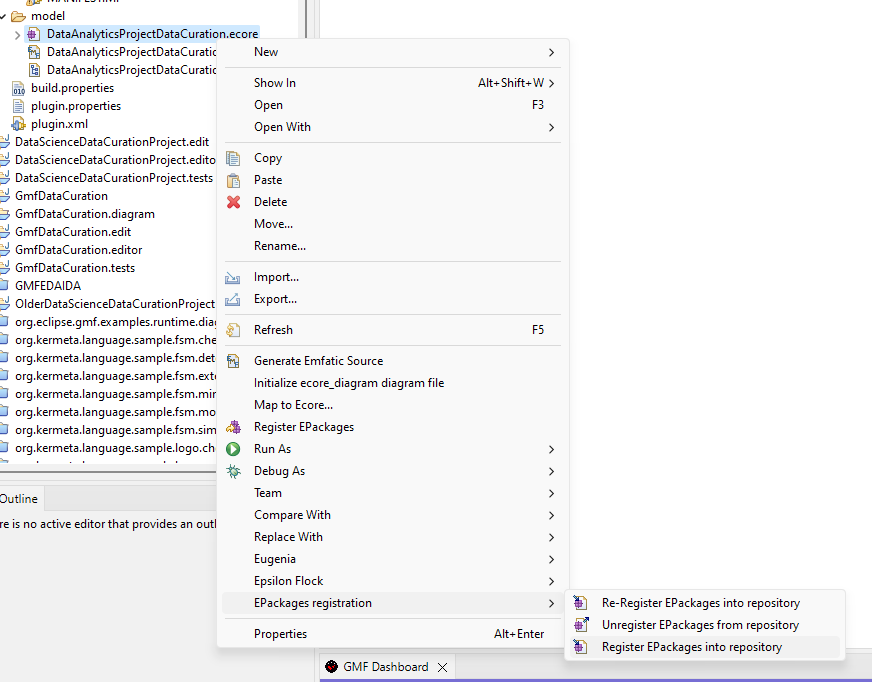 model
DataAnalyticsProjectDataCuration.ecore
DataAnalyticsProjectDataCuratio
DataAnalyticsProjectDataCuratio
build.properties
plugin.properties
plugin.xml
DataScienceDataCurationProject.edit
DataScienceDataCurationProject.edito
DataScienceDataCurationProject.tests
GmfDataCuration
GmfDataCuration.diagram
GmfDataCuration.edit
GmfDataCuration.editor
GmfDataCuration.tests
GMFEDAIDA
OlderDataScienceDataCurationProject
org.eclipse.gmf.examples.runtime.dia
org.kermeta.language.sample.fsm.che
org.kermeta.language.sample.fsm.det
org.kermeta.language.sample.fsm.exte
org.kermeta.language.sample.fsm.mir
org.kermeta.language.sample.fsm.mo
org.kermeta.language.sample.fsm.sim
org.kermeta.language.sample.logo.ch
Outline
re is no active editor that provides an outl
New
Show In Alt+Shift+W
Open F3
Open With
Copy
Paste
Delete
Move...
Rename...
Import...
Export...
Refresh F5
Generate Emfatic Source
Initialize ecore_diagram diagram file
Map to Ecore...
Register EPackages
Run As
Debug As
Team
Compare With
Replace With
Eugenia
Epsilon Flock
EPackages registration
Properties Alt+Enter
Re-Register EPackages into repository
Unregister EPackages from repository
Register EPackages into repository
GMF Dashboard